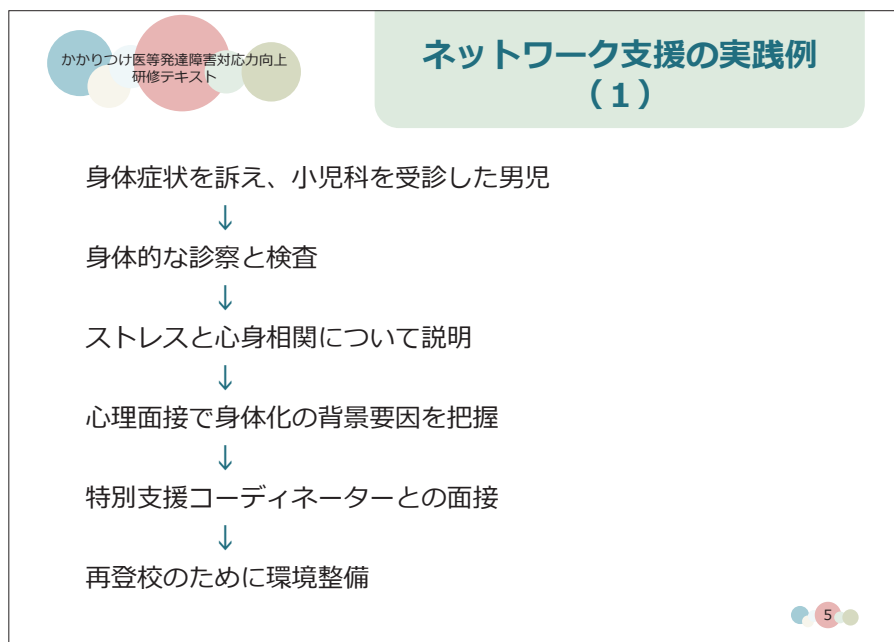 かかりつけ医等発達障害対応力向上
研修テキスト
ネットワーク支援の実践例
（１）
身体症状を訴え、小児科を受診した男児
↓
身体的な診察と検査
↓
ストレスと心身相関について説明
↓
心理面接で身体化の背景要因を把握
↓
特別支援コーディネーターとの面接
↓
再登校のために環境整備
5